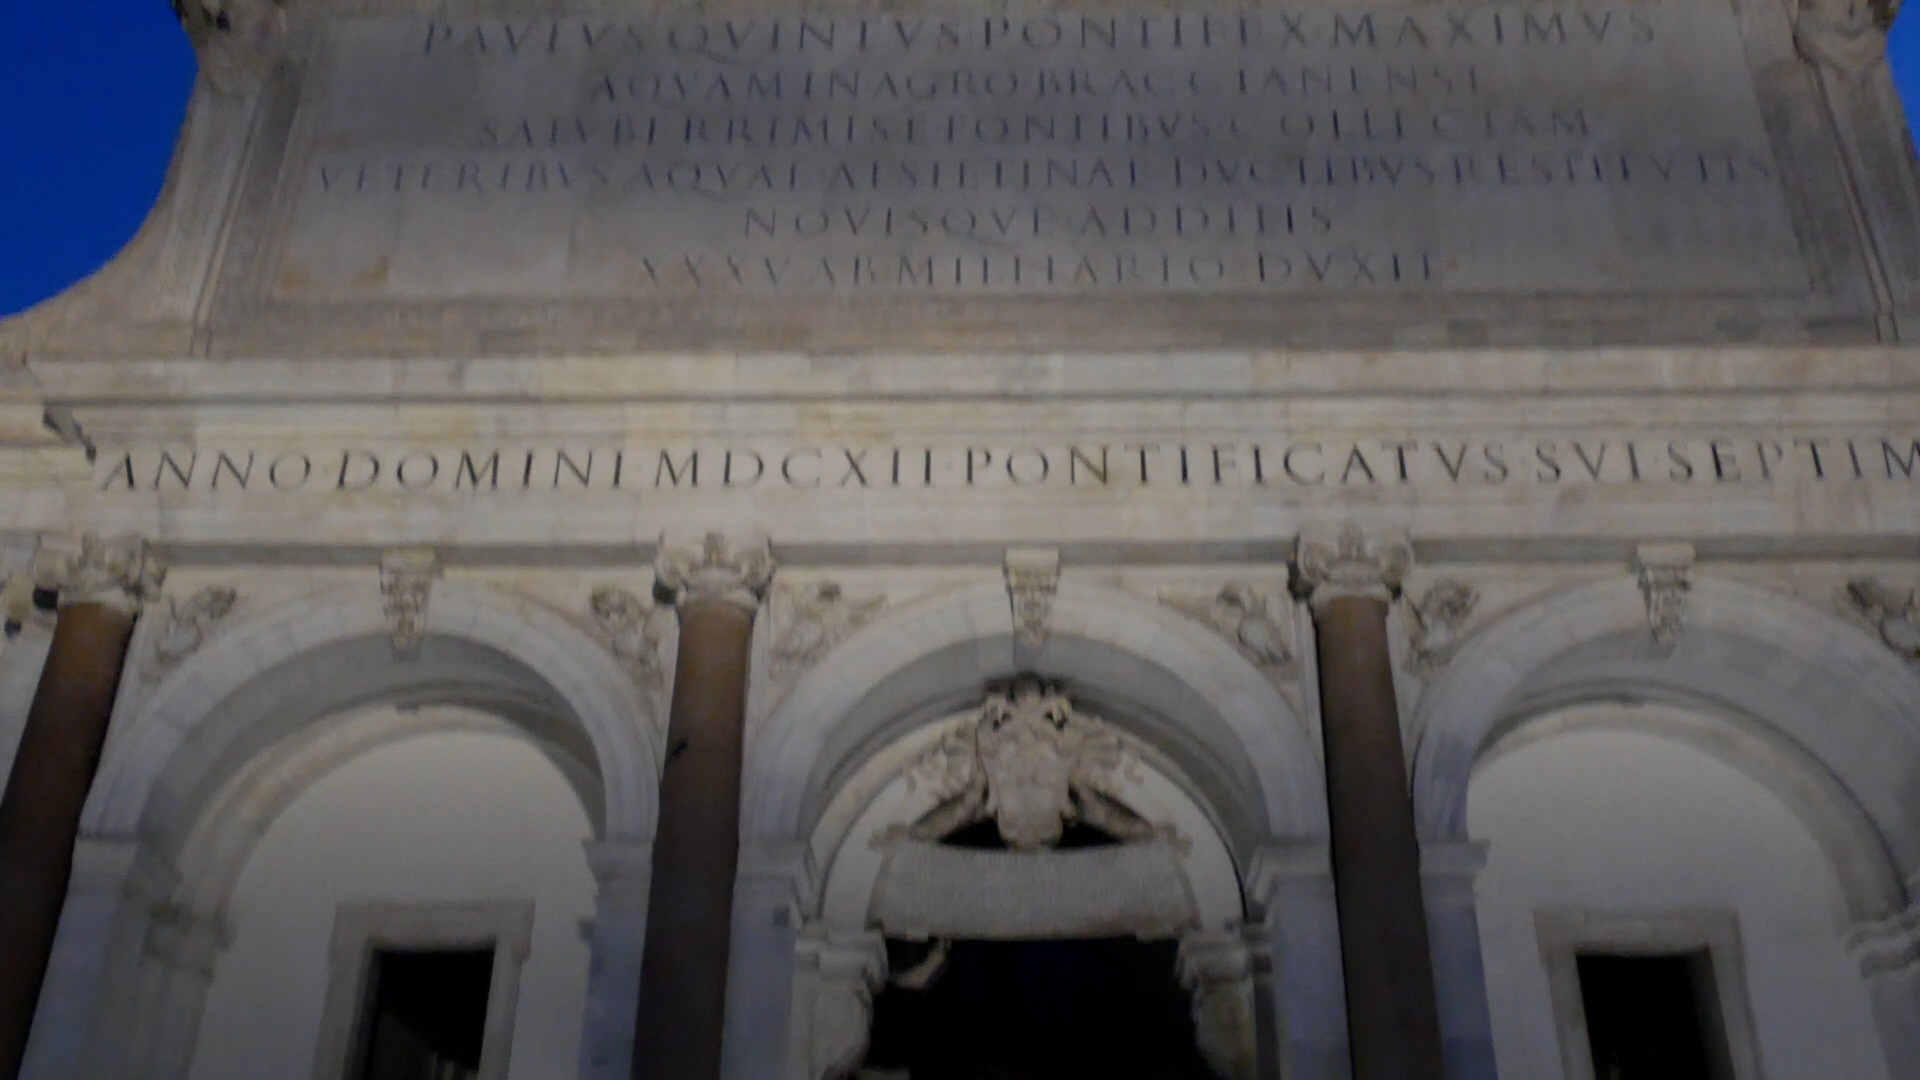 PAVLVS·QVINTVS·PONTIFEX·MAXIMVS
AQVAM·IN·AGRO·BRACCIANENSI
SALVBERRIMIS·E·FONTIBVS·COLLECTAM
VETERIBVS·AQVAE·ALSIETINAE·DVCTIBVS·RESTITVTIS
NOVISQVE·ADDITIS
XXXV·AB·MILLIARIO·DVXIT
ANNO·DOMINI·MDCXII·PONTIFICATVS·SVI·SEPTIM